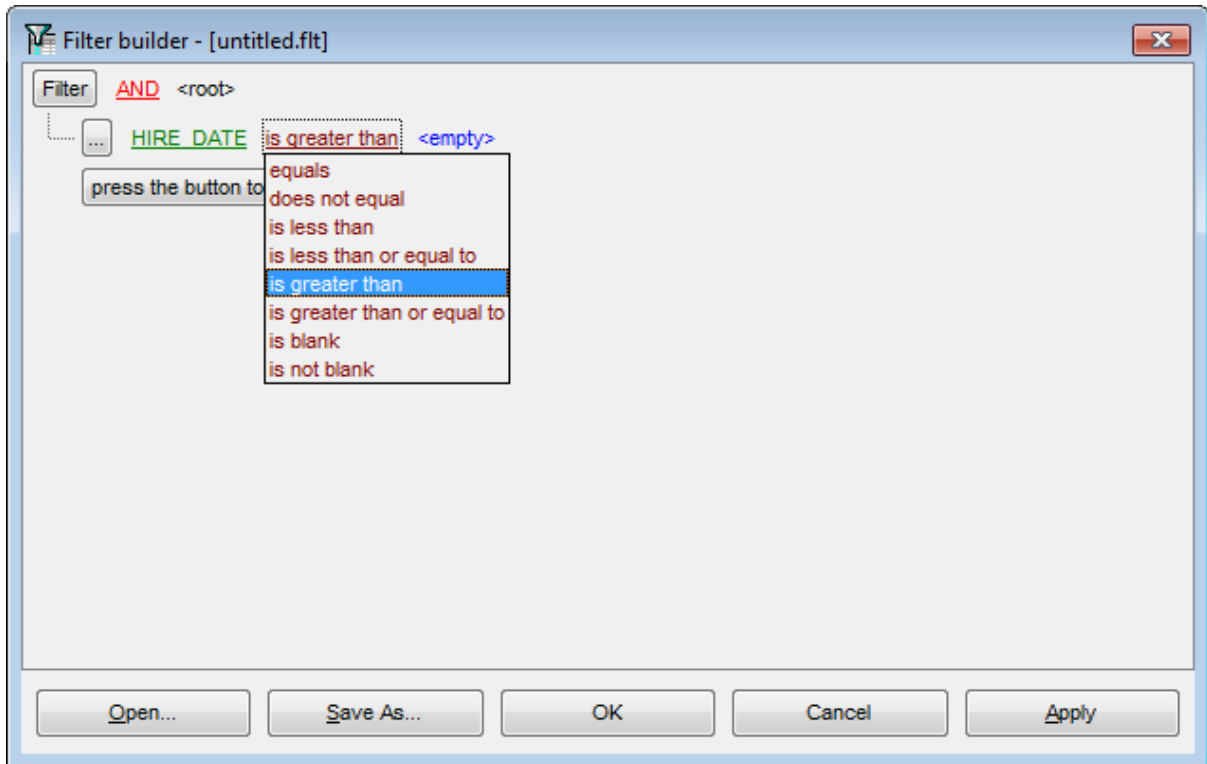 Filter builder - [untitled.flt]
Filter AND <root>
... HIRE_DATE is greater than <empty>
press the button to
equals
does not equal
is less than
is less than or equal to
is greater than
is greater than or equal to
is blank
is not blank
Open... Save As... OK Cancel Apply